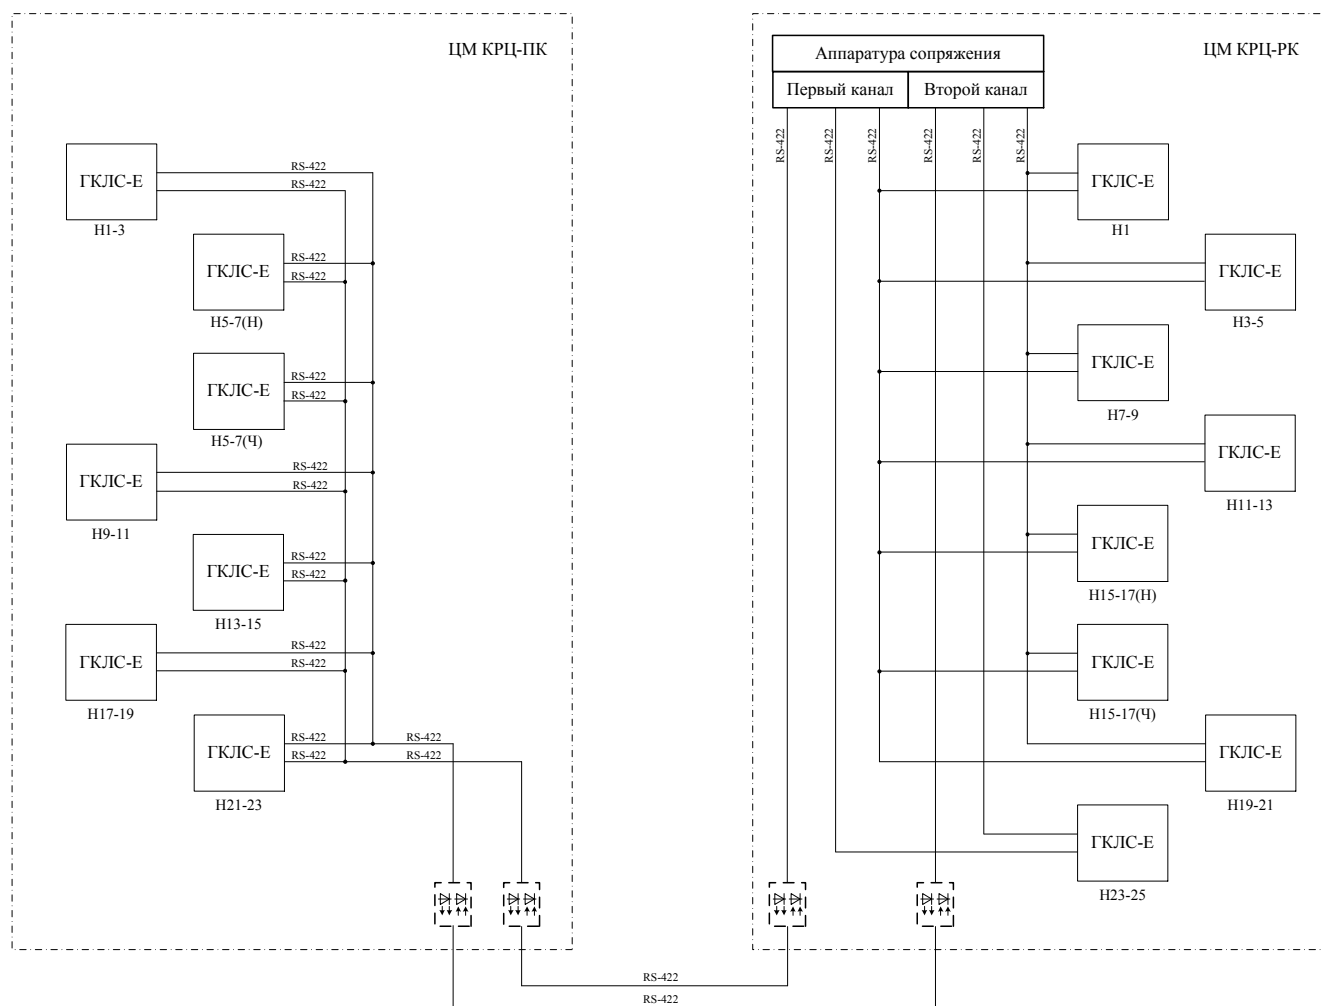 ЦМ КРЦ-ПК
RS-422
ГКЛС-Е
RS-422
Н1-3
RS-422
ГКЛС-Е
RS-422
Н5-7(Н)
RS-422
ГКЛС-Е
RS-422
Н5-7(Ч)
RS-422
ГКЛС-Е
RS-422
Н9-11
RS-422
ГКЛС-Е
RS-422
Н13-15
RS-422
ГКЛС-Е
RS-422
Н17-19
RS-422
RS-422
ГКЛС-Е
RS-422
RS-422
Н21-23
ЦМ КРЦ-РК
Аппаратура сопряжения
Первый канал
Второй канал
RS-422
RS-422
RS-422
RS-422
RS-422
RS-422
ГКЛС-Е
Н1
ГКЛС-Е
Н3-5
ГКЛС-Е
Н7-9
ГКЛС-Е
Н11-13
ГКЛС-Е
Н15-17(Н)
ГКЛС-Е
Н15-17(Ч)
ГКЛС-Е
Н19-21
ГКЛС-Е
Н23-25
RS-422
RS-422